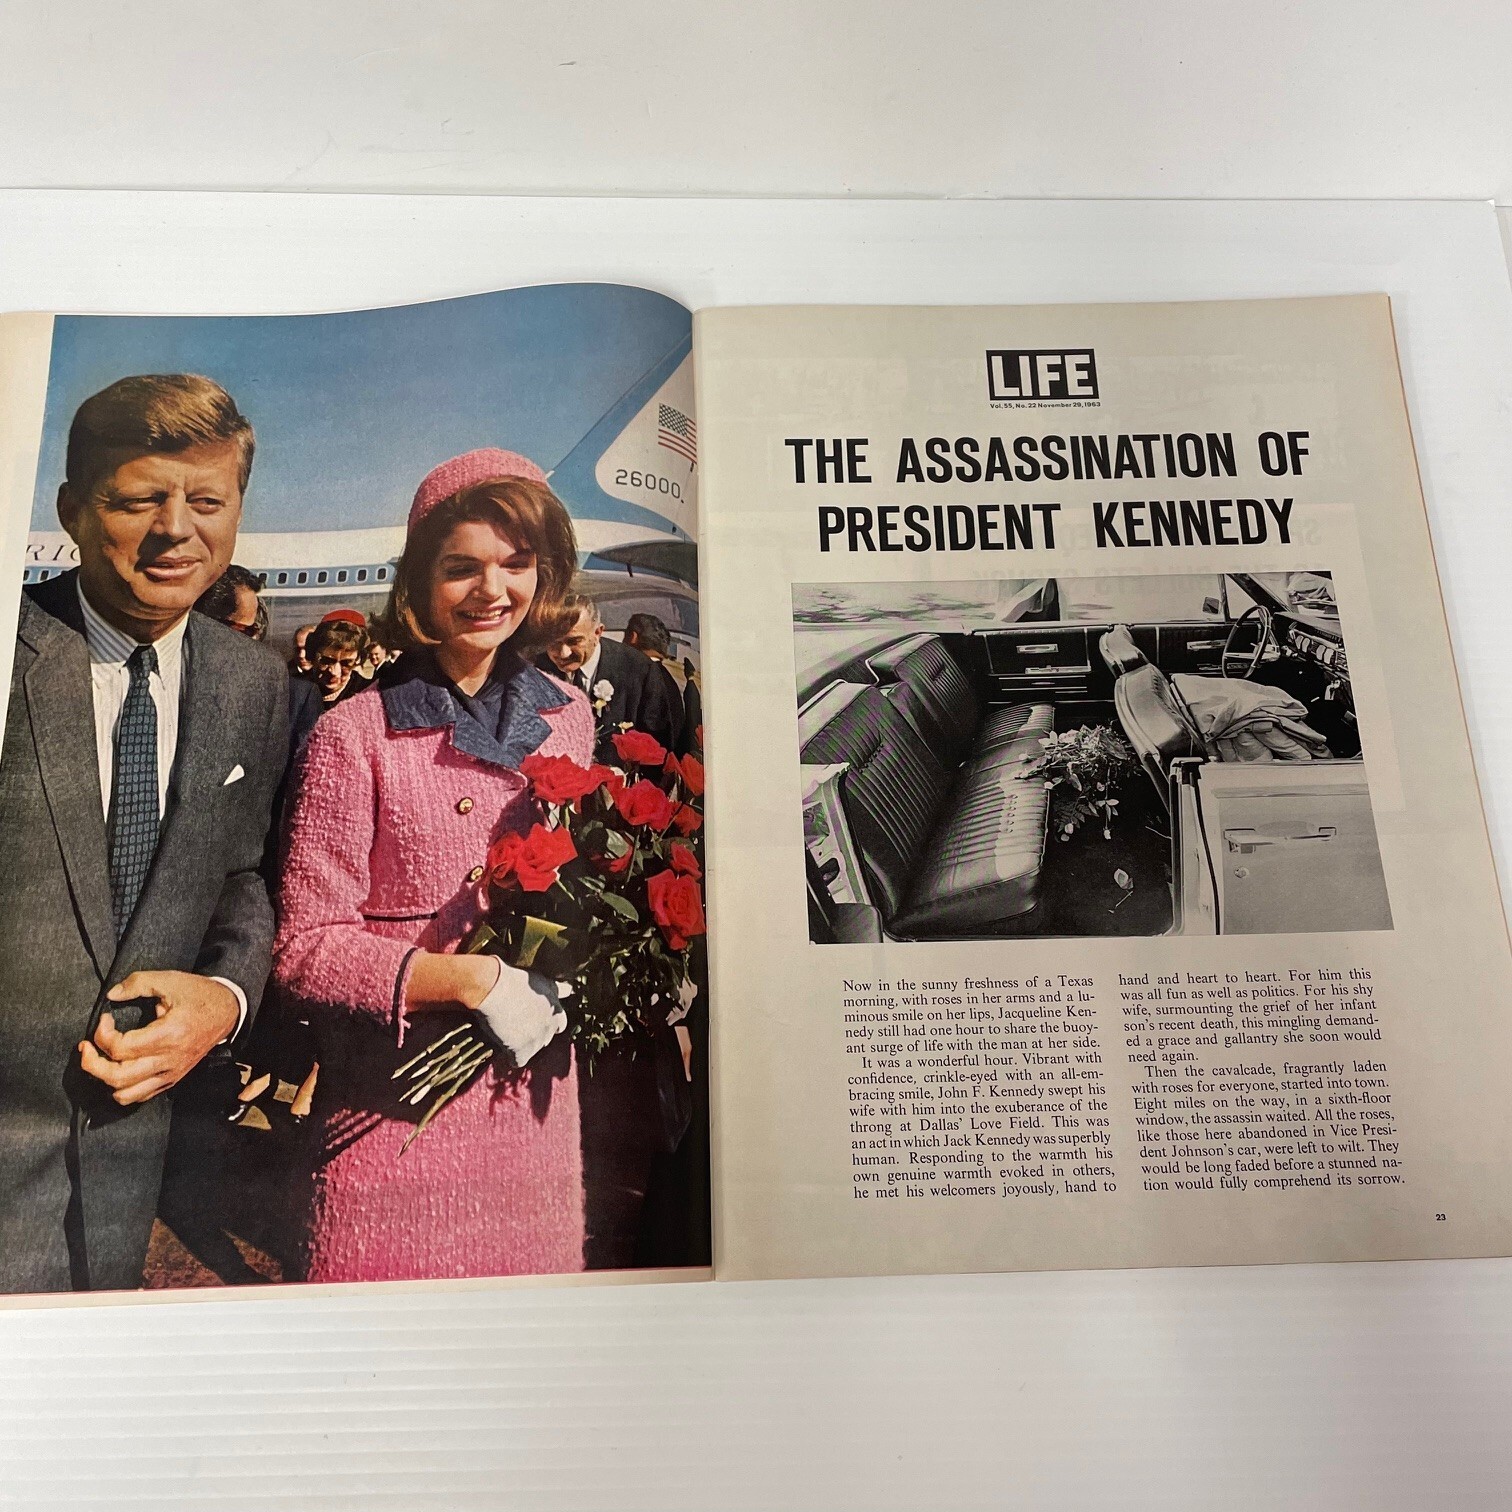 RIC
26000.
LIFE
Vol. 55, No. 22 November 29, 1963
THE ASSASSINATION OF
PRESIDENT KENNEDY
Now in the sunny freshness of a Texas
morning, with roses in her arms and a lu-
minous smile on her lips, Jacqueline Ken-
nedy still had one hour to share the buoy-
ant surge of life with the man at her side.
It was a wonderful hour. Vibrant with
confidence, crinkle-eyed with an all-em-
bracing smile, John F. Kennedy swept his
wife with him into the exuberance of the
throng at Dallas' Love Field. This was
an act in which Jack Kennedy was superbly
human. Responding to the warmth his
own genuine warmth evoked in others,
he met his welcomers joyously, hand to
hand and heart to heart. For him this
was all fun as well as politics. For his shy
wife, surmounting the grief of her infant
son's recent death, this mingling demand-
ed a grace and gallantry she soon would
need again.
Then the cavalcade, fragrantly laden
with roses for everyone, started into town.
Eight miles on the way, in a sixth-floor
window, the assassin waited. All the roses,
like those here abandoned in Vice Presi-
dent Johnson's car, were left to wilt. They
would be long faded before a stunned na-
tion would fully comprehend its sorrow.
23